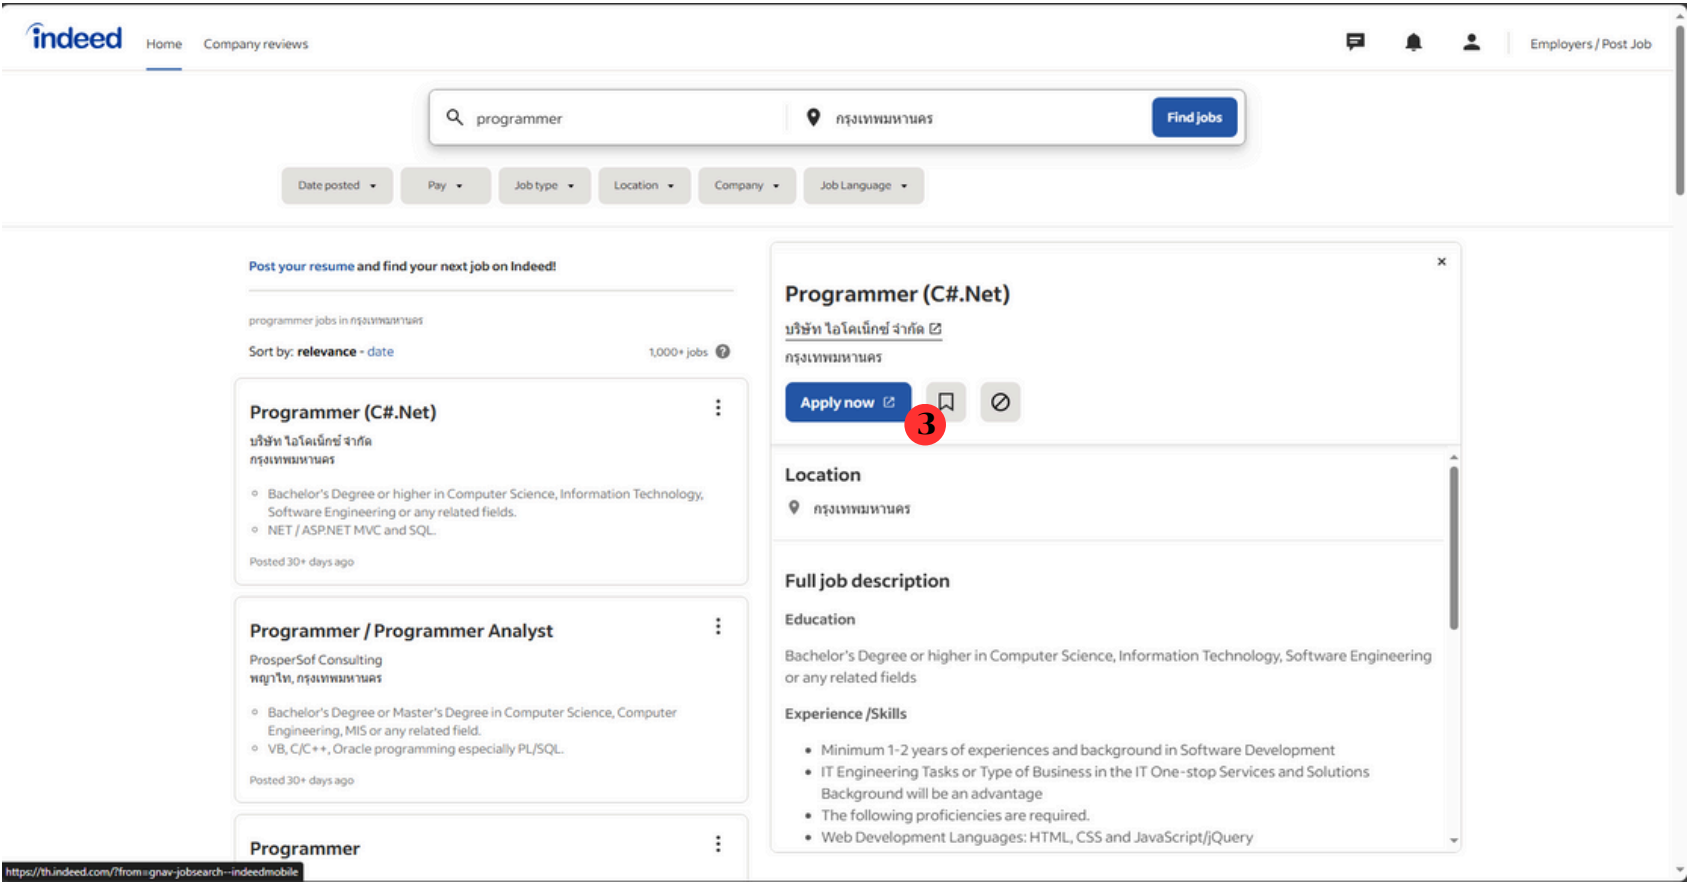 indeed
Home
Company reviews
Employers / Post Job
programmer
กรุงเทพมหานคร
Find jobs
Date posted
Pay
Job type
Location
Company
Job Language
Post your resume and find your next job on Indeed!
programmer jobs in กรุงเทพมหานคร
Sort by: relevance - date
1,000+ jobs
Programmer (C#.Net)
บริษัท ไอโคเน็กซ์ จำกัด
กรุงเทพมหานคร
Bachelor's Degree or higher in Computer Science, Information Technology,
Software Engineering or any related fields.
NET / ASP.NET MVC and SQL.
Posted 30+ days ago
Programmer / Programmer Analyst
ProsperSof Consulting
พญาไท, กรุงเทพมหานคร
Bachelor's Degree or Master's Degree in Computer Science, Computer
Engineering, MIS or any related field.
VB, C/C++, Oracle programming especially PL/SQL.
Posted 30+ days ago
Programmer
https://th.indeed.com/?from=gnav-jobsearch--indeedmobile
Programmer (C#.Net)
บริษัท ไอโคเน็กซ์ จำกัด
กรุงเทพมหานคร
Apply now
3
Location
กรุงเทพมหานคร
Full job description
Education
Bachelor's Degree or higher in Computer Science, Information Technology, Software Engineering
or any related fields
Experience /Skills
Minimum 1-2 years of experiences and background in Software Development
IT Engineering Tasks or Type of Business in the IT One-stop Services and Solutions
Background will be an advantage
The following proficiencies are required.
Web Development Languages: HTML, CSS and JavaScript/jQuery